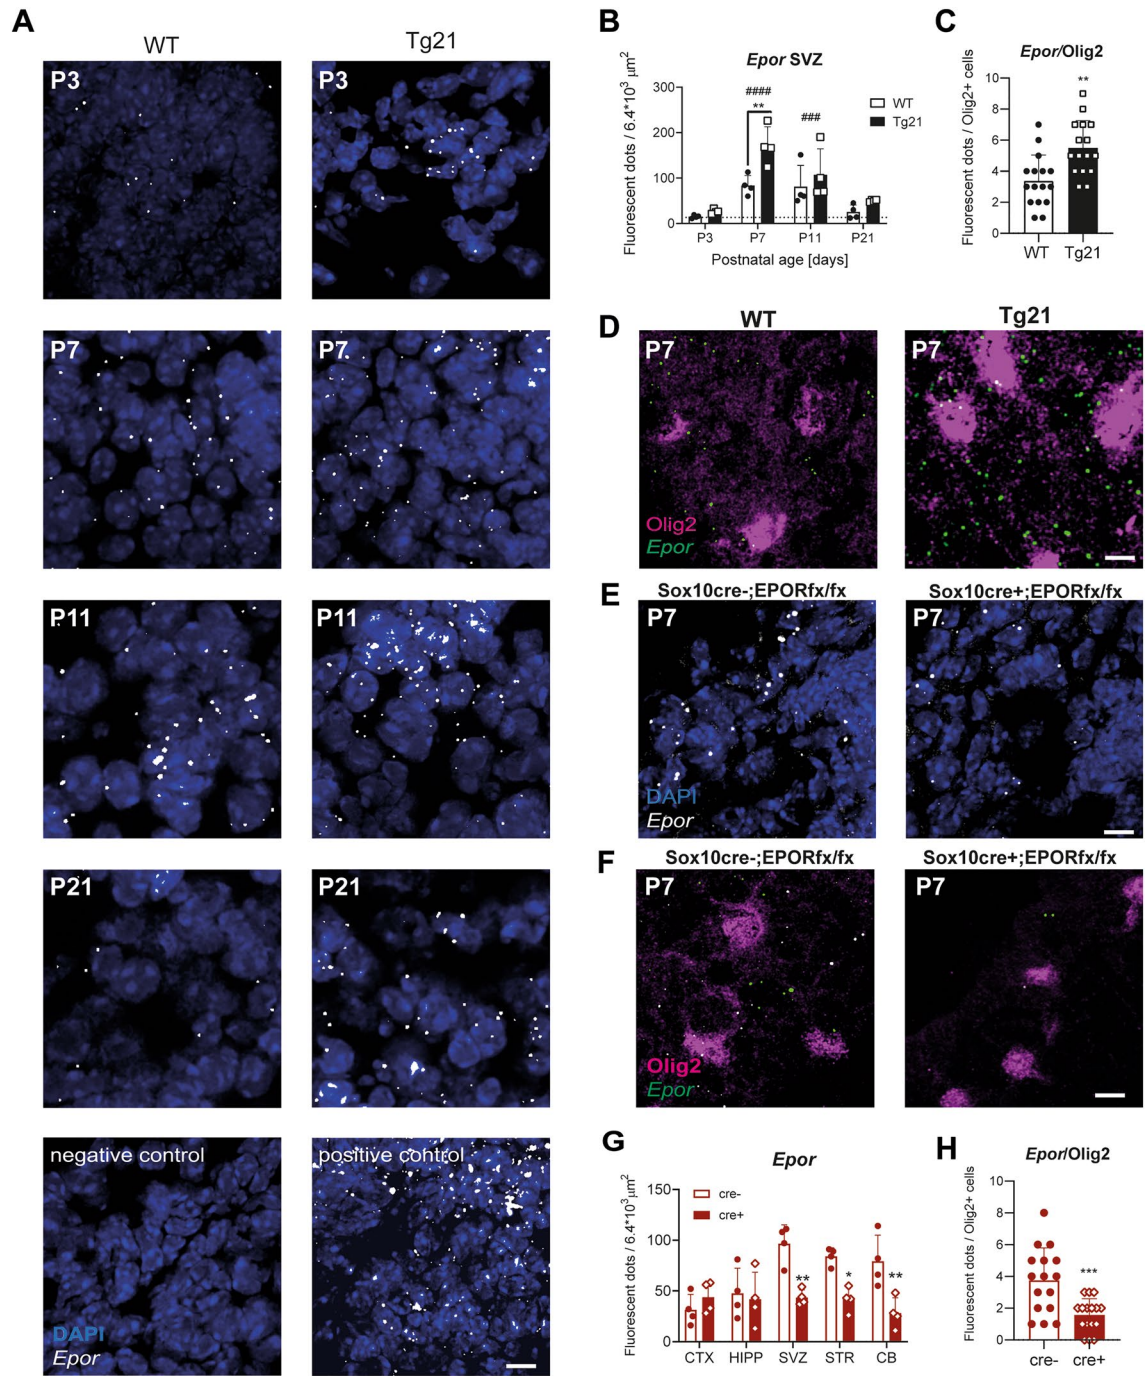 A
WT
Tg21
P3
P3
P7
P7
P11
P11
P21
P21
negative control
DAPI
Epor
positive control
B
Epor SVZ
Fluorescent dots / 6.4*10³ µm²
300
200
100
0
####
**
###
WT
Tg21
P3
P7
P11
P21
Postnatal age [days]
C
Epor/Olig2
Fluorescent dots / Olig2+ cells
10
8
6
4
2
0
**
WT
Tg21
D
WT
Tg21
P7
Olig2
Epor
P7
E
Sox10cre-;EPORfx/fx
Sox10cre+;EPORfx/fx
P7
DAPI
Epor
P7
F
Sox10cre-;EPORfx/fx
Sox10cre+;EPORfx/fx
P7
Olig2
Epor
P7
G
Epor
Fluorescent dots / 6.4*10³µm²
150
100
50
0
cre-
cre+
**
*
**
CTX
HIPP
SVZ
STR
CB
H
Epor/Olig2
Fluorescent dots / Olig2+ cells
10
8
6
4
2
0
***
cre-
cre+